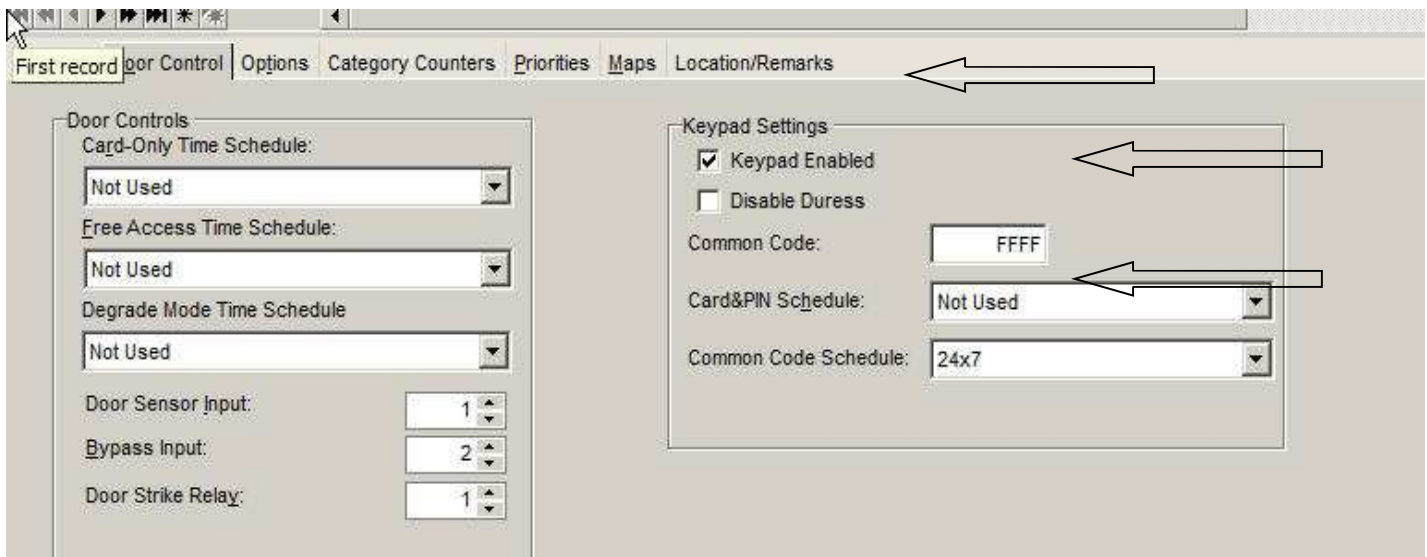 First record oor Control Options Category Counters Priorities Maps Location/Remarks
Door Controls
Card-Only Time Schedule:
Not Used
Free Access Time Schedule:
Not Used
Degrade Mode Time Schedule
Not Used
Door Sensor Input: 1
Bypass Input: 2
Door Strike Relay: 1
Keypad Settings
Keypad Enabled
Disable Duress
Common Code: FFFF
Card&PIN Schedule: Not Used
Common Code Schedule: 24x7